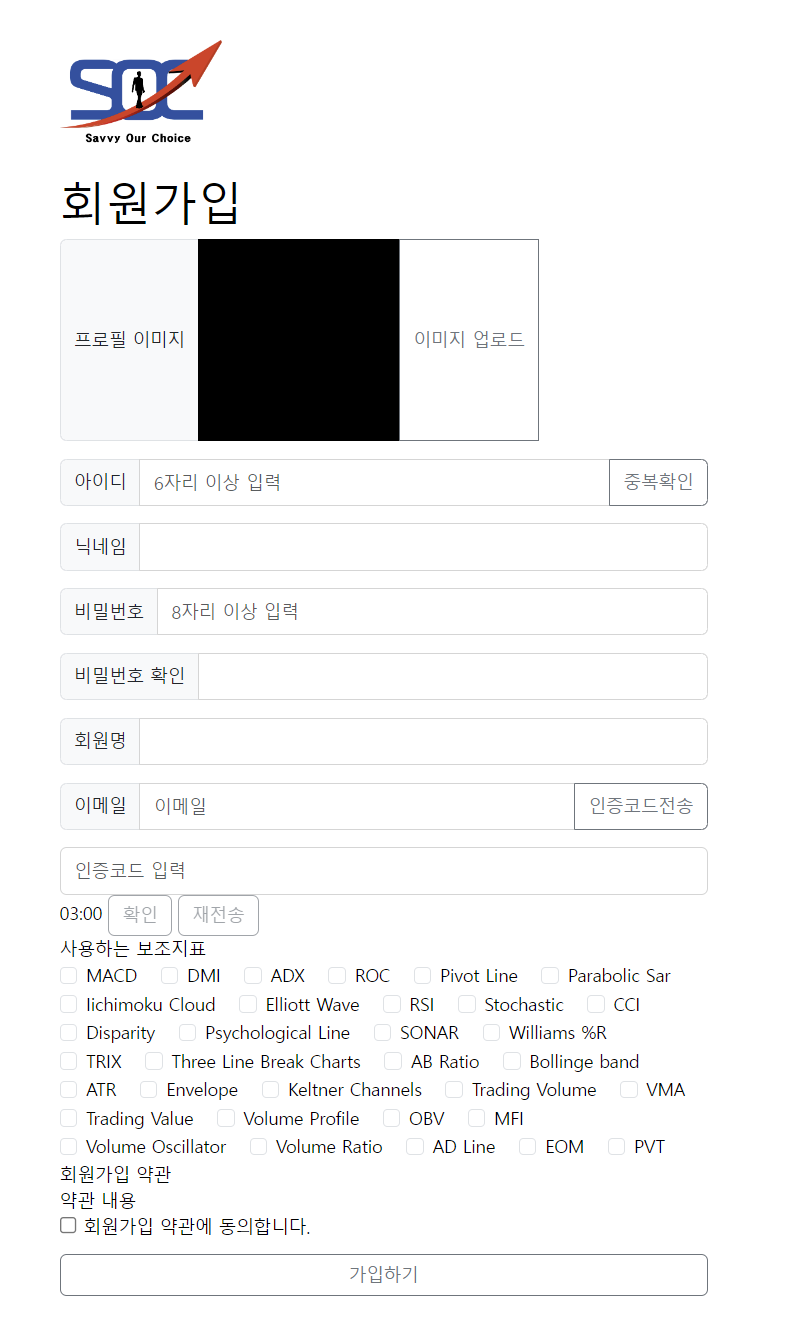 SOC
Savvy Our Choice
회원가입
프로필 이미지 이미지 업로드
아이디 6자리 이상 입력 중복확인
닉네임
비밀번호 8자리 이상 입력
비밀번호 확인
회원명
이메일 이메일 인증코드전송
인증코드 입력
03:00 확인 재전송
사용하는 보조지표
MACD DMI ADX ROC Pivot Line Parabolic Sar
Iichimoku Cloud Elliott Wave RSI Stochastic CCI
Disparity Psychological Line SONAR Williams %R
TRIX Three Line Break Charts AB Ratio Bollinge band
ATR Envelope Keltner Channels Trading Volume VMA
Trading Value Volume Profile OBV MFI
Volume Oscillator Volume Ratio AD Line EOM PVT
회원가입 약관
약관 내용
회원가입 약관에 동의합니다.
가입하기